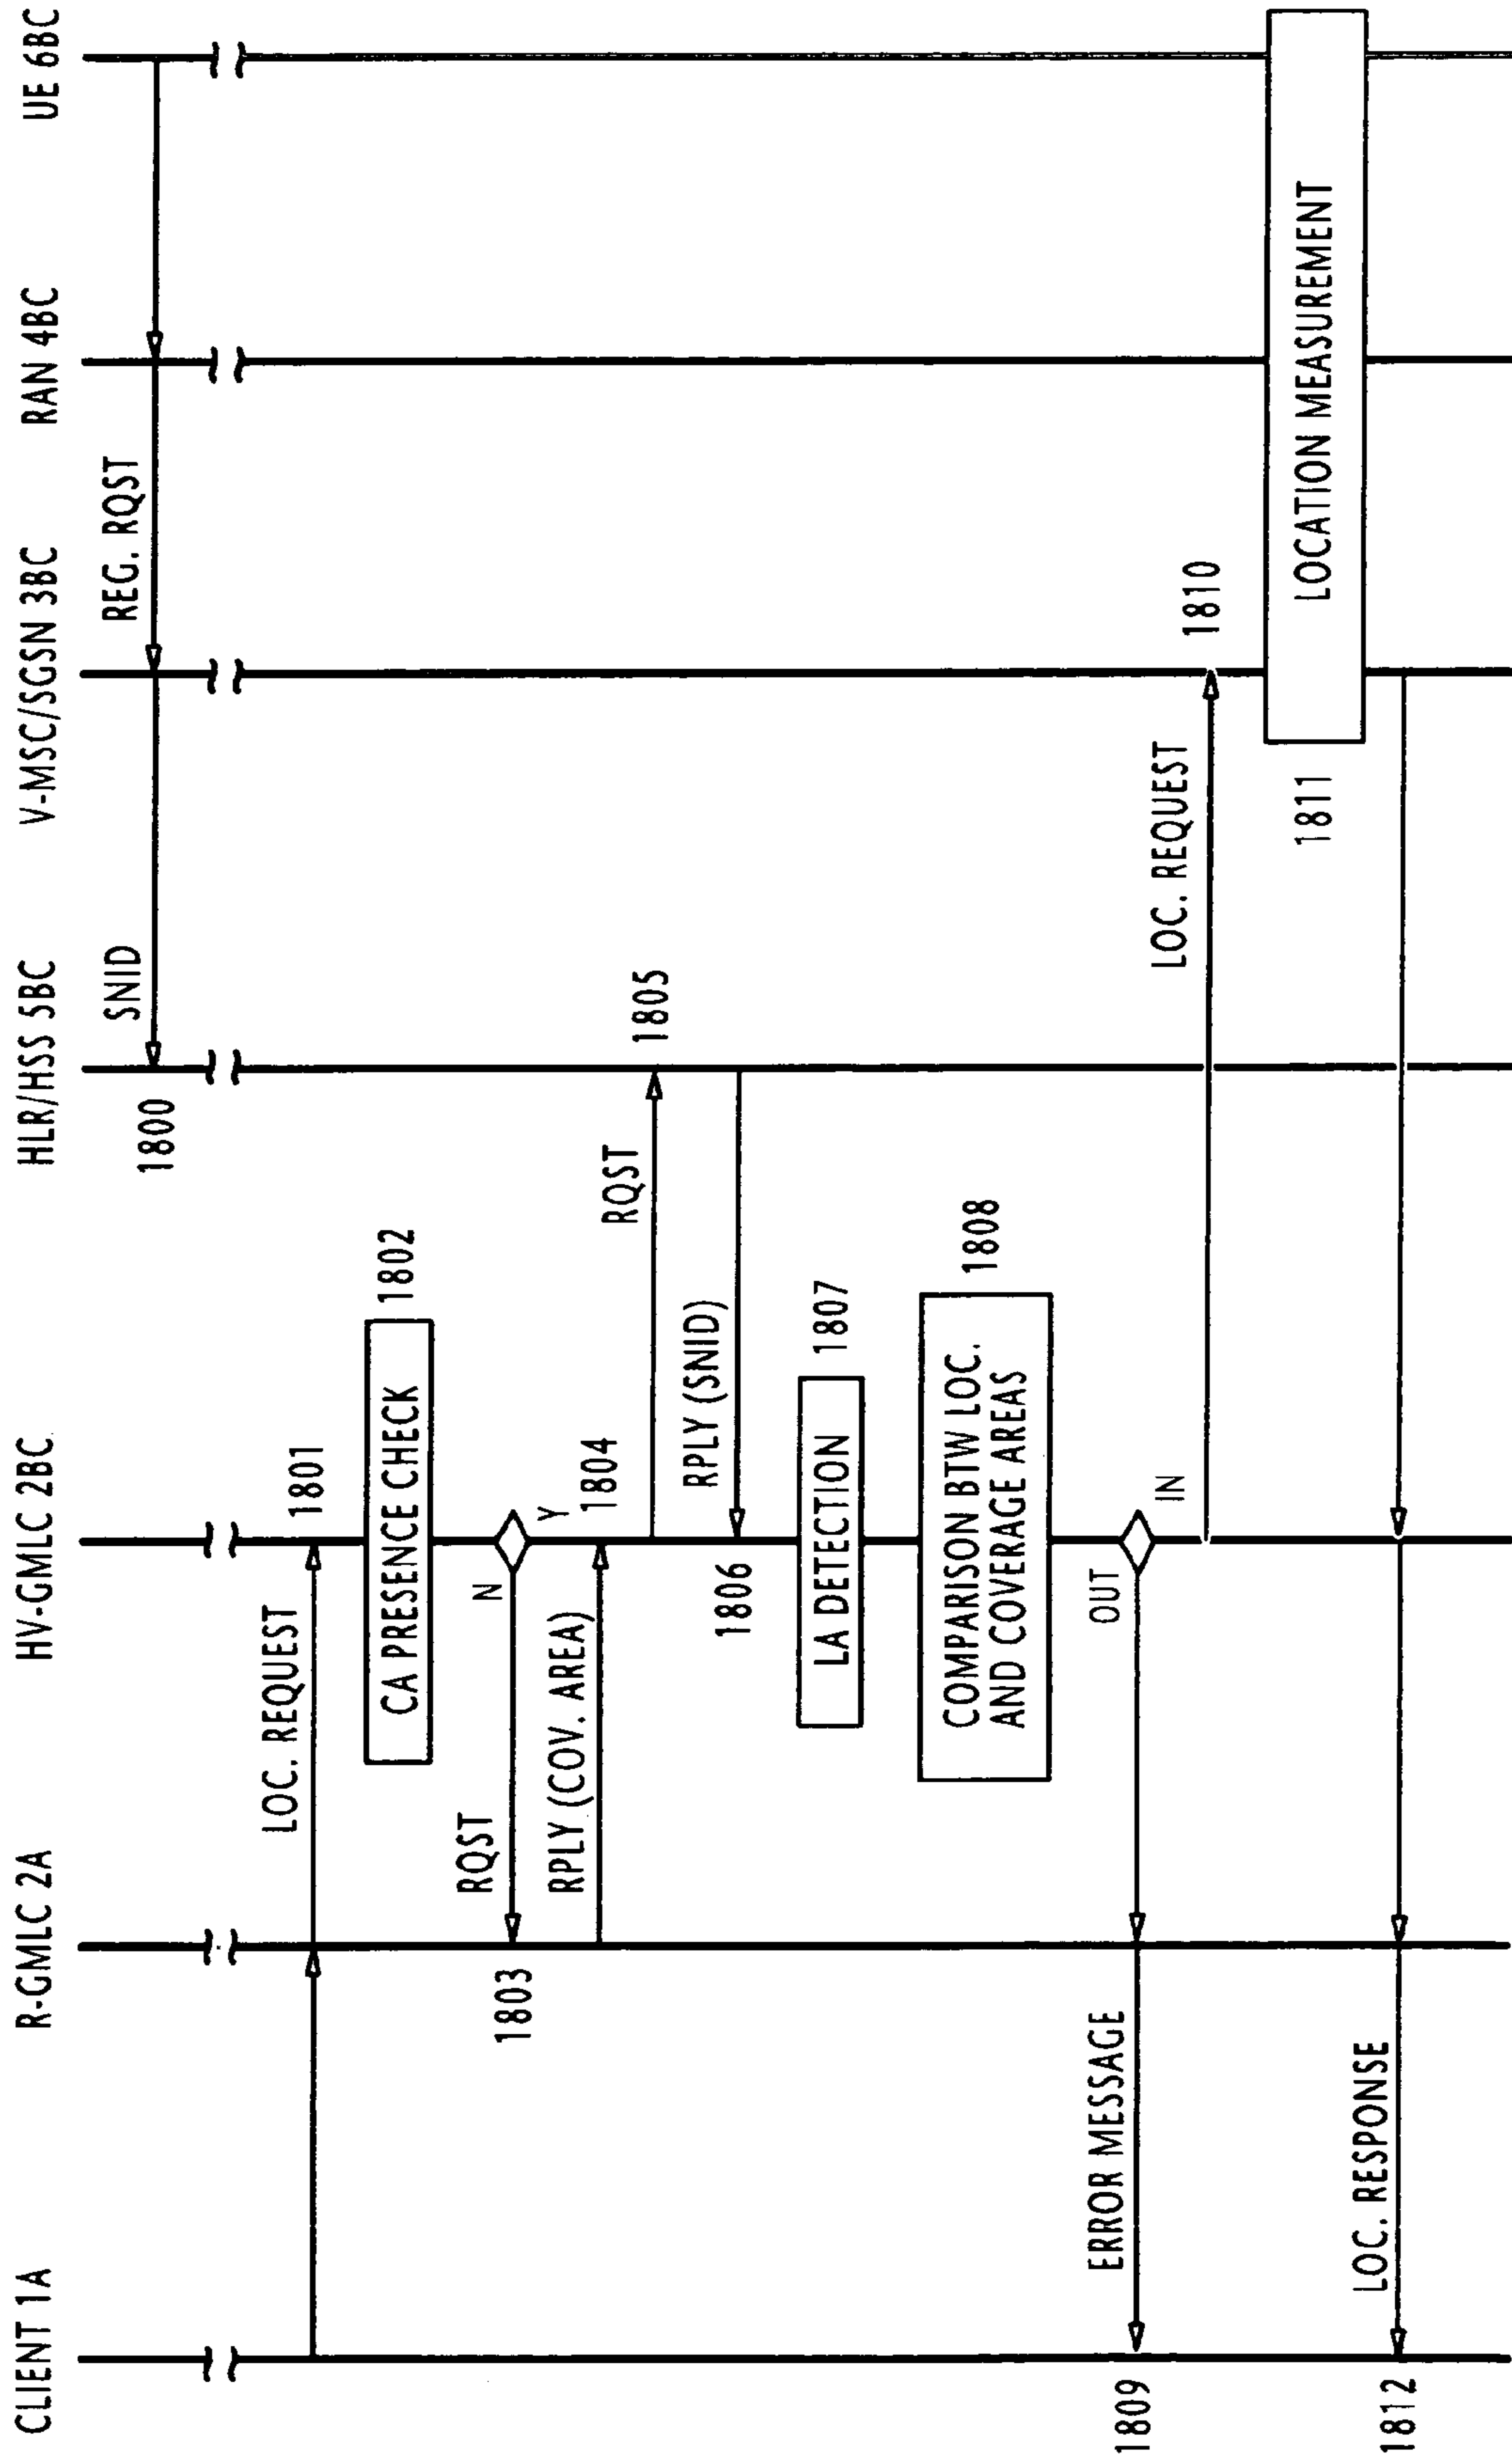 CLIENT 1A
R-GMLC 2A
HV-GMLC 2BC.
HLR/HSS 5BC
V-MSC/SGSN 3BC
RAN 4BC
UE 6BC
SNID
REG. RQST
1800
LOC. REQUEST
1801
CA PRESENCE CHECK
1802
RQST
N
Y
1803
RPLY (COV. AREA)
1804
RQST
1805
RPLY (SNID)
1806
LA DETECTION
1807
COMPARISON BTW LOC.
AND COVERAGE AREAS
1808
ERROR MESSAGE
OUT
IN
1809
LOC. REQUEST
1810
1811
LOCATION MEASUREMENT
LOC. RESPONSE
1812